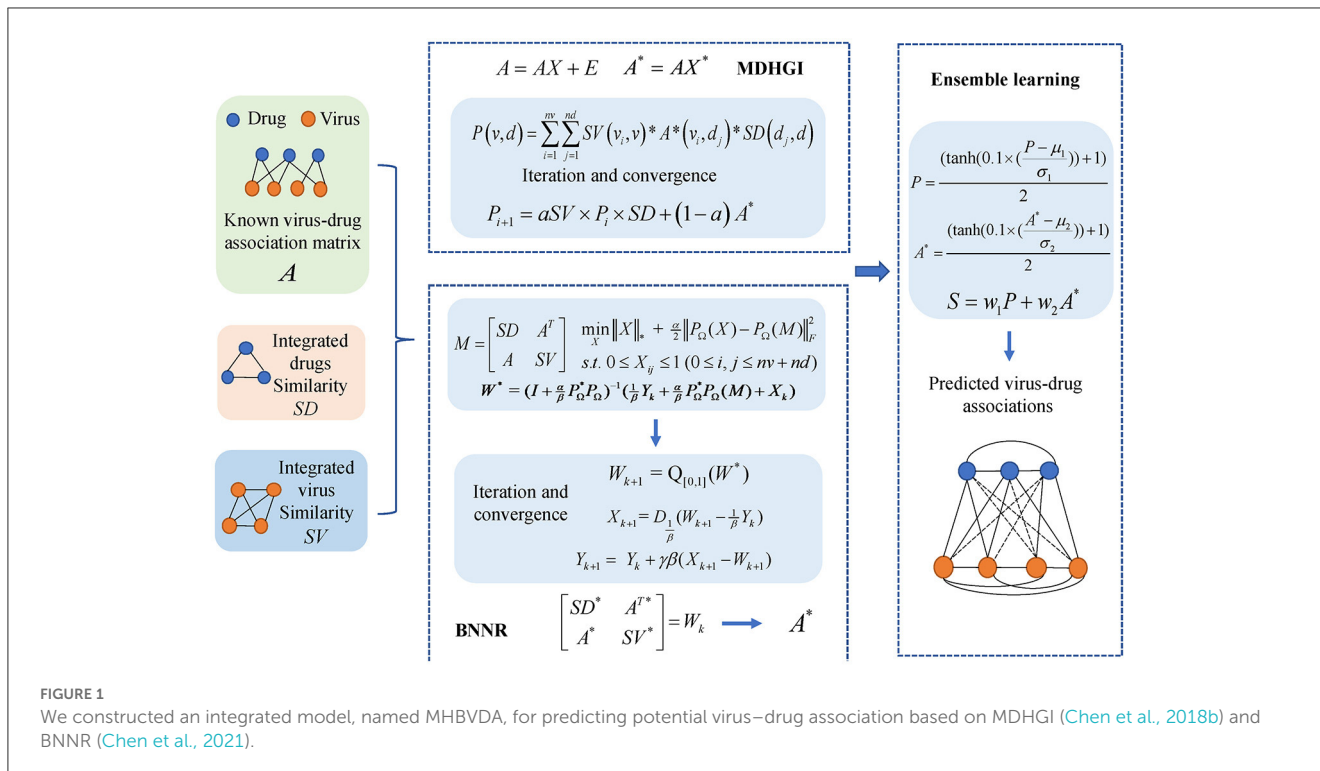 Drug Virus
Known virus-drug
association matrix
A
Integrated
drugs
Similarity
SD
Integrated
virus
Similarity
SV
A = AX + E A* = AX* MDHGI
P(v,d) = ∑_{i=1}^{nv} ∑_{j=1}^{nd} SV(v_i,v)* A*(v_i,d_j)* SD(d_j,d)
Iteration and convergence
P_{i+1} = aSV × P_i × SD + (1−a) A*
M = [SD A^T; A SV] min_X ‖X‖_* + α/2 ‖P_Ω(X) − P_Ω(M)‖_F^2
s.t. 0 ≤ X_{ij} ≤ 1 (0 ≤ i, j ≤ nv + nd)
W* = (I + α/β P_Ω^* P_Ω)^{-1} (1/β Y_k + α/β P_Ω^* P_Ω(M) + X_k)
Iteration and
convergence
W_{k+1} = Q_{[0,1]}(W*)
X_{k+1} = D_{1/β}(W_{k+1} − 1/β Y_k)
Y_{k+1} = Y_k + γβ(X_{k+1} − W_{k+1})
BNNR [SD* A^{T*}; A* SV*] = W_k A*
Ensemble learning
P = (tanh(0.1×((P − μ_1)/σ_1))+1)/2
A* = (tanh(0.1×((A* − μ_2)/σ_2))+1)/2
S = w_1 P + w_2 A*
Predicted virus-drug
associations
FIGURE 1
We constructed an integrated model, named MHBVDA, for predicting potential virus–drug association based on MDHGI (Chen et al., 2018b) and
BNNR (Chen et al., 2021).